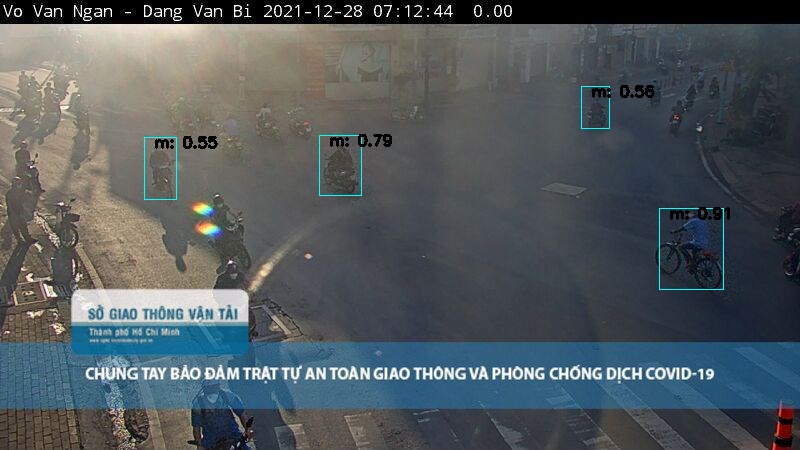 Vo Van Ngan - Dang Van Bi 2021-12-28 07:12:44 0.00
m: 0.56
m: 0.55
m: 0.79
m: 0.91
SỞ GIAO THÔNG VẬN TẢI
Thành phố Hồ Chí Minh
CHUNG TAY BẢO ĐẢM TRẬT TỰ AN TOÀN GIAO THÔNG VÀ PHÒNG CHỐNG DỊCH COVID-19